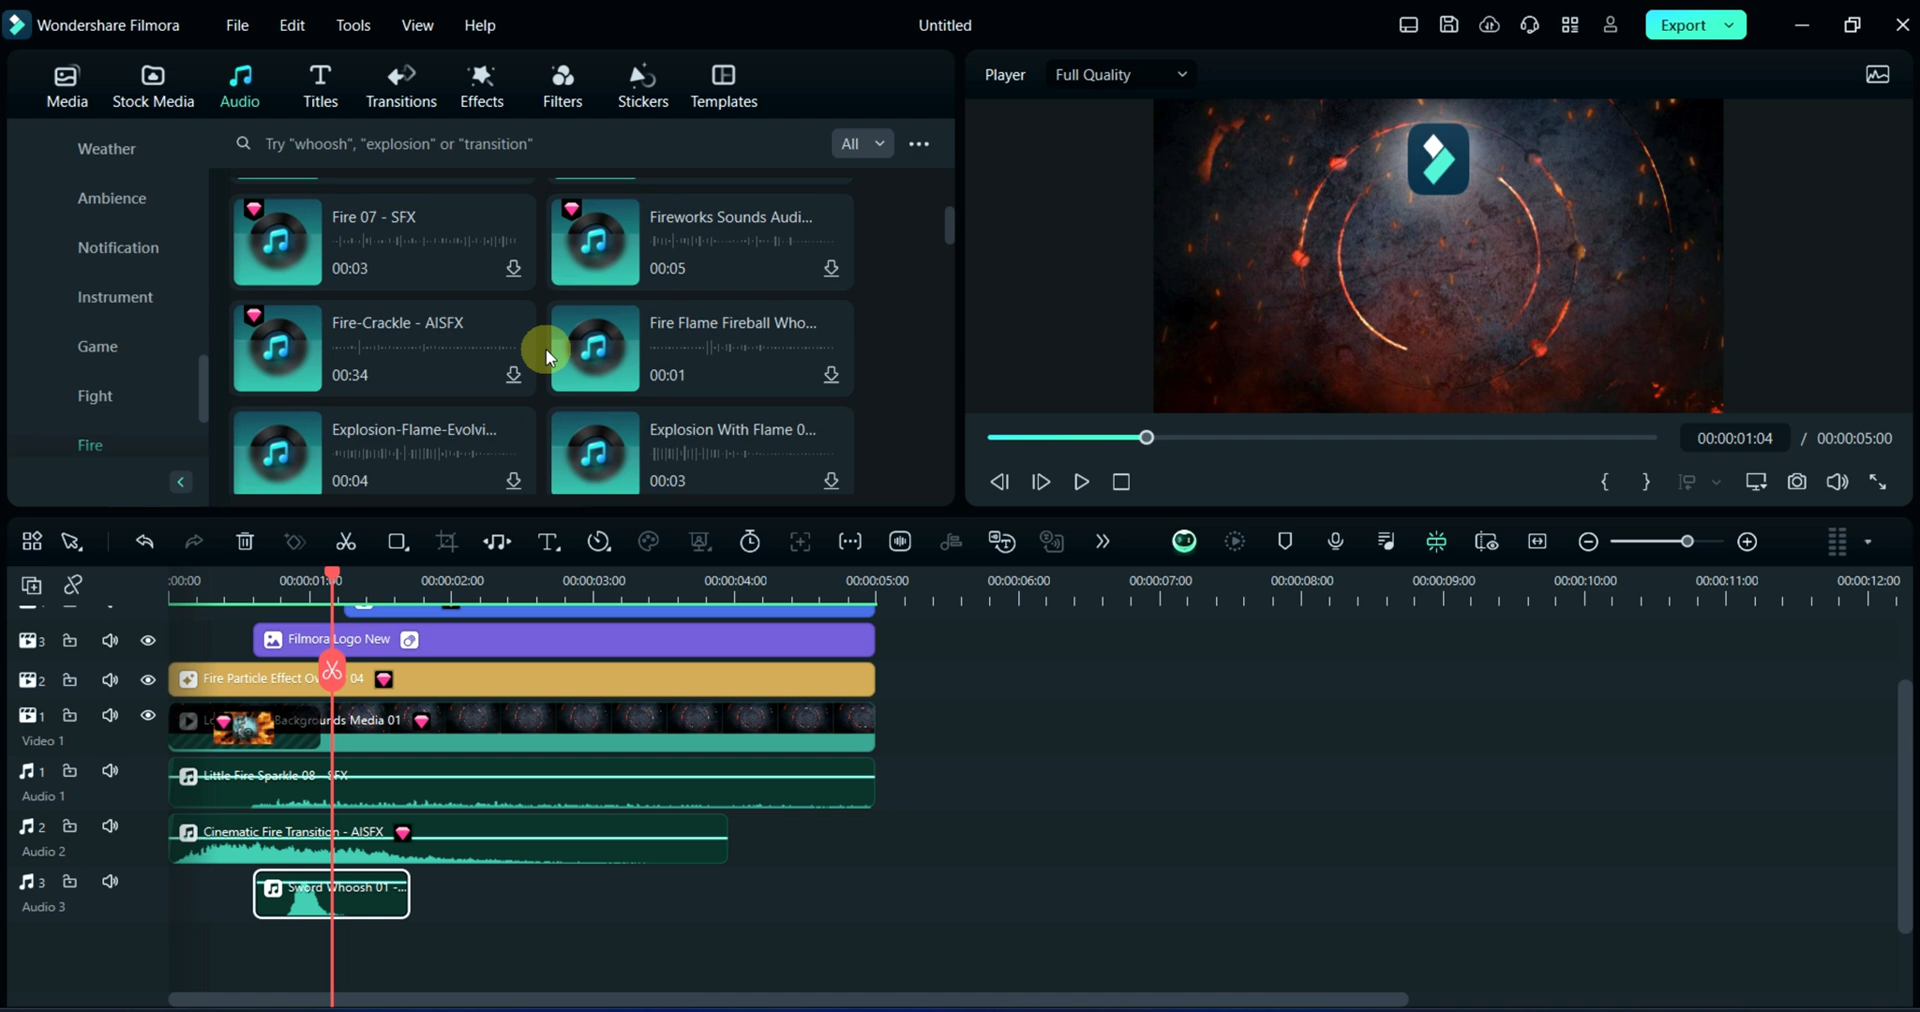 Wondershare Filmora
File
Edit
Tools
View
Help
Untitled
Export
Media
Stock Media
Audio
Titles
Transitions
Effects
Filters
Stickers
Templates
Player
Full Quality
Weather
Ambience
Notification
Instrument
Game
Fight
Fire
Try "whoosh", "explosion" or "transition"
All
Fire 07 - SFX
00:03
Fireworks Sounds Audi...
00:05
Fire-Crackle - AISFX
00:34
Fire Flame Fireball Who...
00:01
Explosion-Flame-Evolvi...
00:04
Explosion With Flame 0...
00:03
00:00:01:04 / 00:00:05:00
:00:00
00:00:02:00
00:00:03:00
00:00:04:00
00:00:05:00
00:00:06:00
00:00:07:00
00:00:08:00
00:00:09:00
00:00:10:00
00:00:11:00
00:00:12:00
3
Filmora Logo New
2
Fire Particle Effect Ov 04
1
Video 1
Backgrounds Media 01
1
Audio 1
Little Fire Sparkle 08 - SFX
2
Audio 2
Cinematic Fire Transition - AISFX
3
Audio 3
Sword Whoosh 01 -...